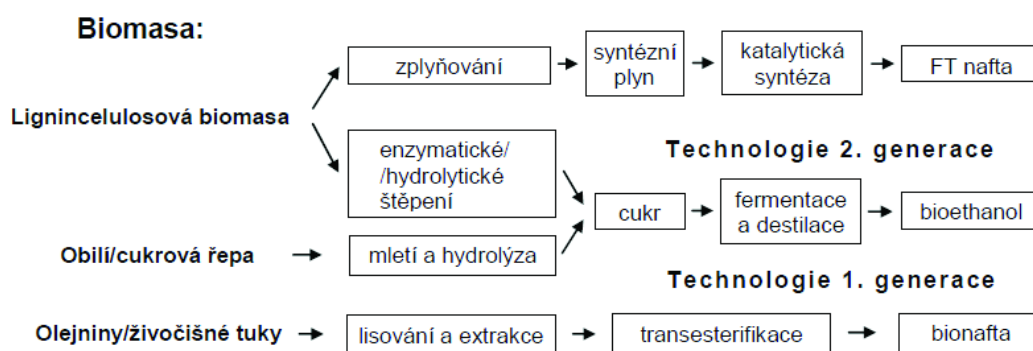 Biomasa:
zplyňování
syntézní
plyn
katalytická
syntéza
FT nafta
Lignincelulosová biomasa
enzymatické/
/hydrolytické
štěpení
Technologie 2. generace
cukr
fermentace
a destilace
bioethanol
Obilí/cukrová řepa
mletí a hydrolýza
Technologie 1. generace
Olejniny/živočišné tuky
lisování a extrakce
transesterifikace
bionafta